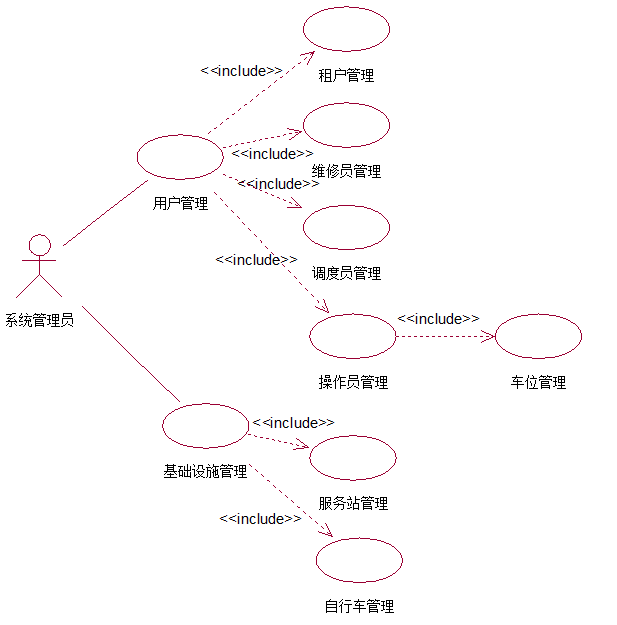 <<include>>
租户管理
<<include>>
维修员管理
用户管理
<<include>>
调度员管理
<<include>>
系统管理员
<<include>>
操作员管理
车位管理
<<include>>
基础设施管理
服务站管理
<<include>>
自行车管理